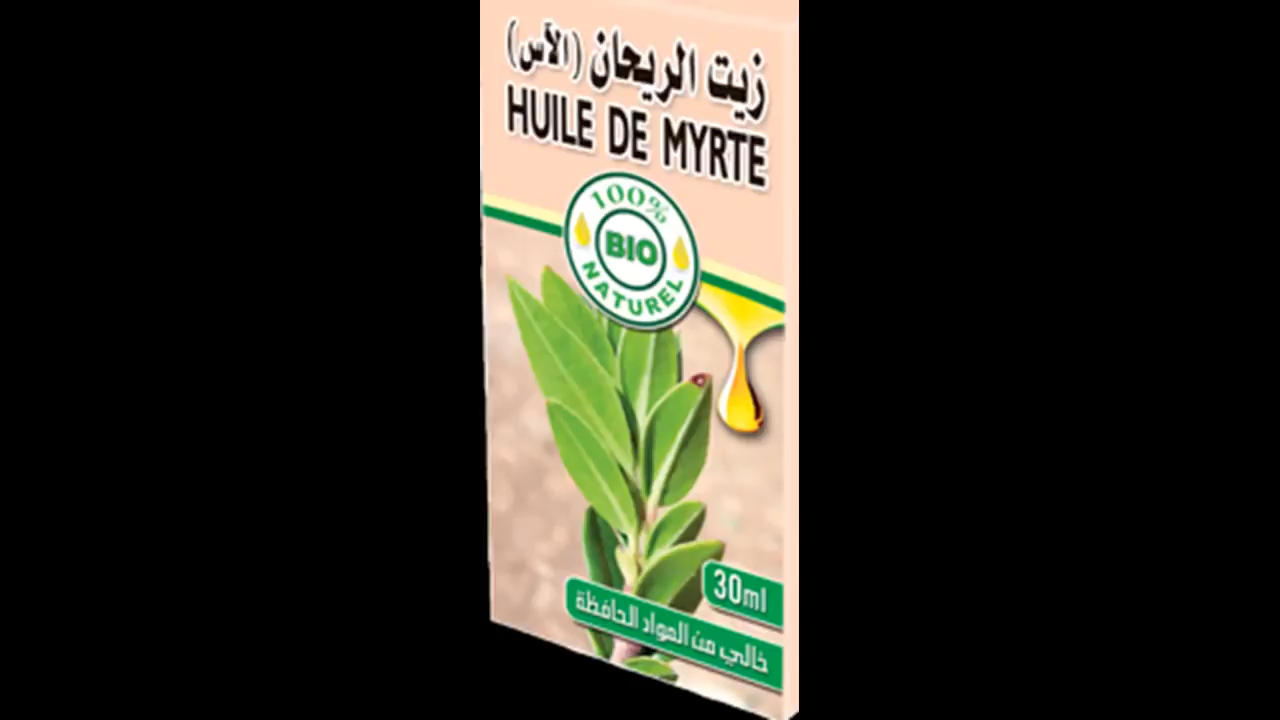 زيت الريحان (الآس)
HUILE DE MYRTE
100%
BIO
NATUREL
30ml
خالي من المواد الحافظة